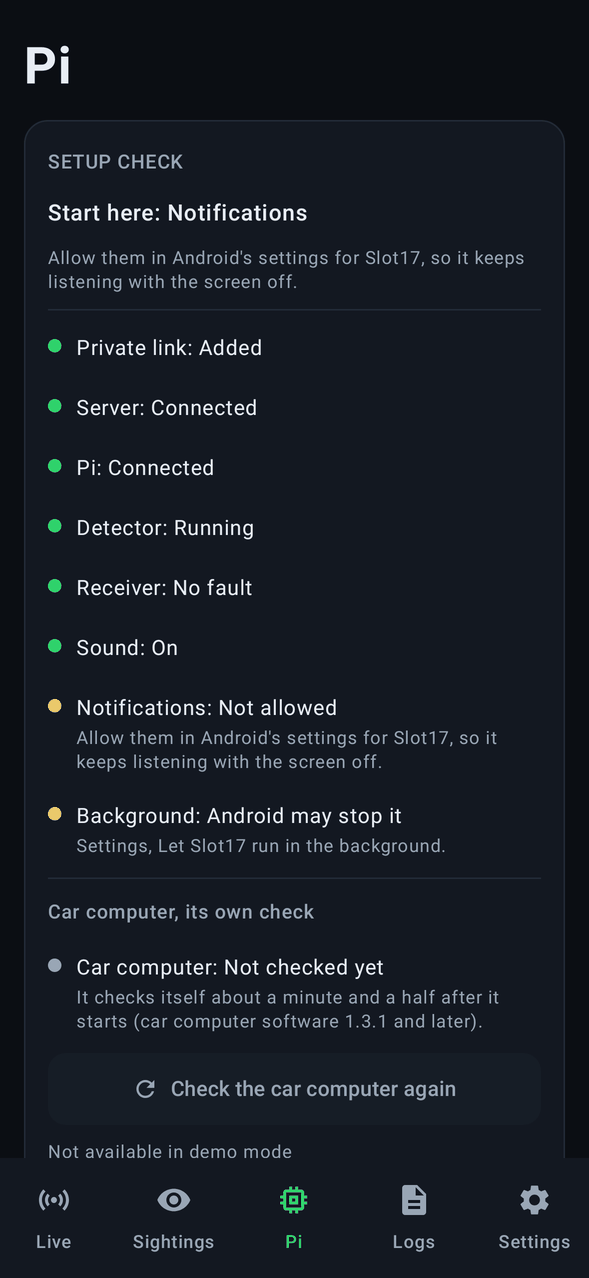 Pi
SETUP CHECK
Start here: Notifications
Allow them in Android's settings for Slot17, so it keeps
listening with the screen off.
Private link: Added
Server: Connected
Pi: Connected
Detector: Running
Receiver: No fault
Sound: On
Notifications: Not allowed
Allow them in Android's settings for Slot17, so it
keeps listening with the screen off.
Background: Android may stop it
Settings, Let Slot17 run in the background.
Car computer, its own check
Car computer: Not checked yet
It checks itself about a minute and a half after it
starts (car computer software 1.3.1 and later).
Check the car computer again
Not available in demo mode
Live Sightings Pi Logs Settings